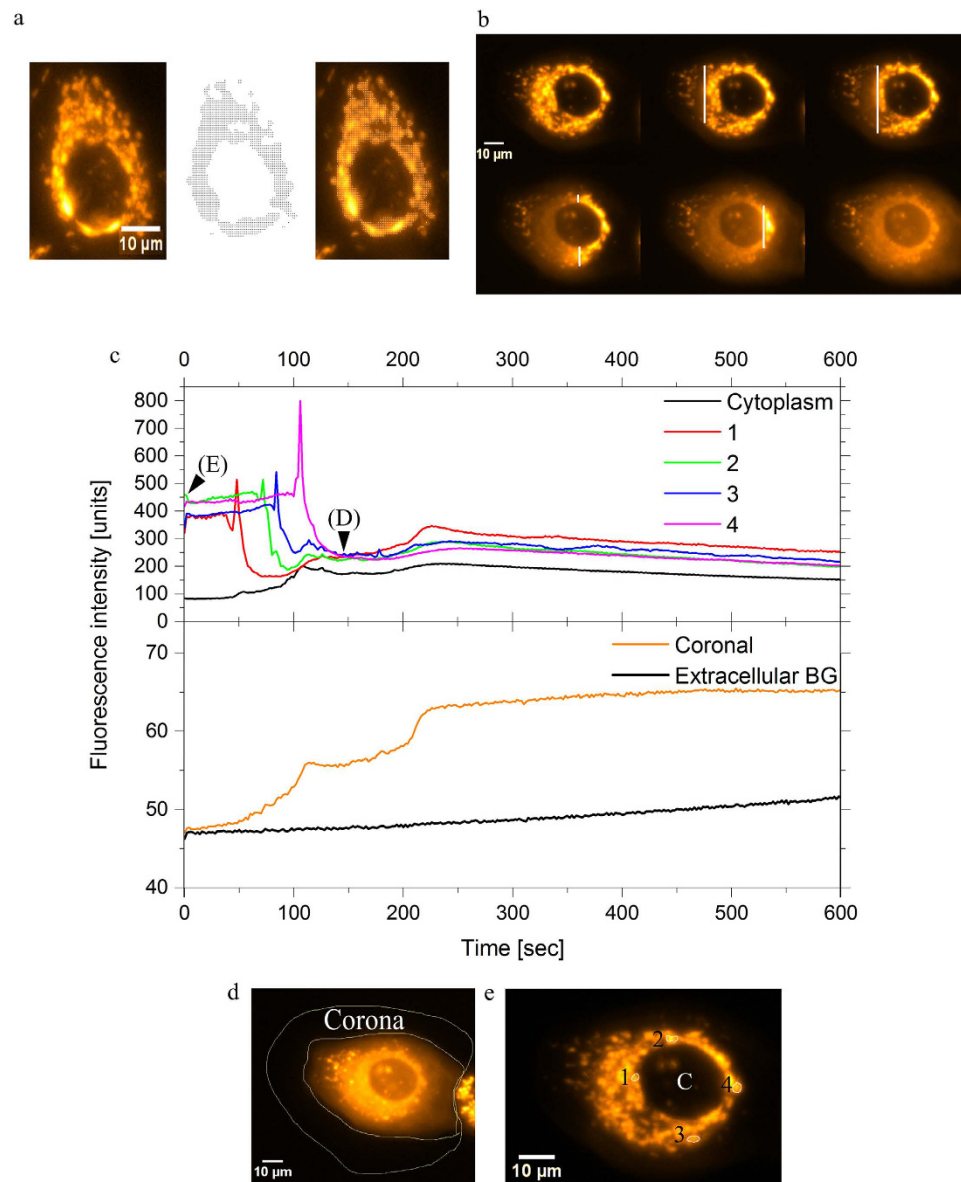 a
b
10 µm
10 µm
10 µm
c
0 100 200 300 400 500 600
800
700
600
500
400
300
200
100
0
(E)
(D)
Cytoplasm
1
2
3
4
Fluorescence intensity [units]
70
60
50
40
Coronal
Extracellular BG
0 100 200 300 400 500 600
Time [sec]
d
Corona
10 µm
e
2
1
C
4
3
10 µm